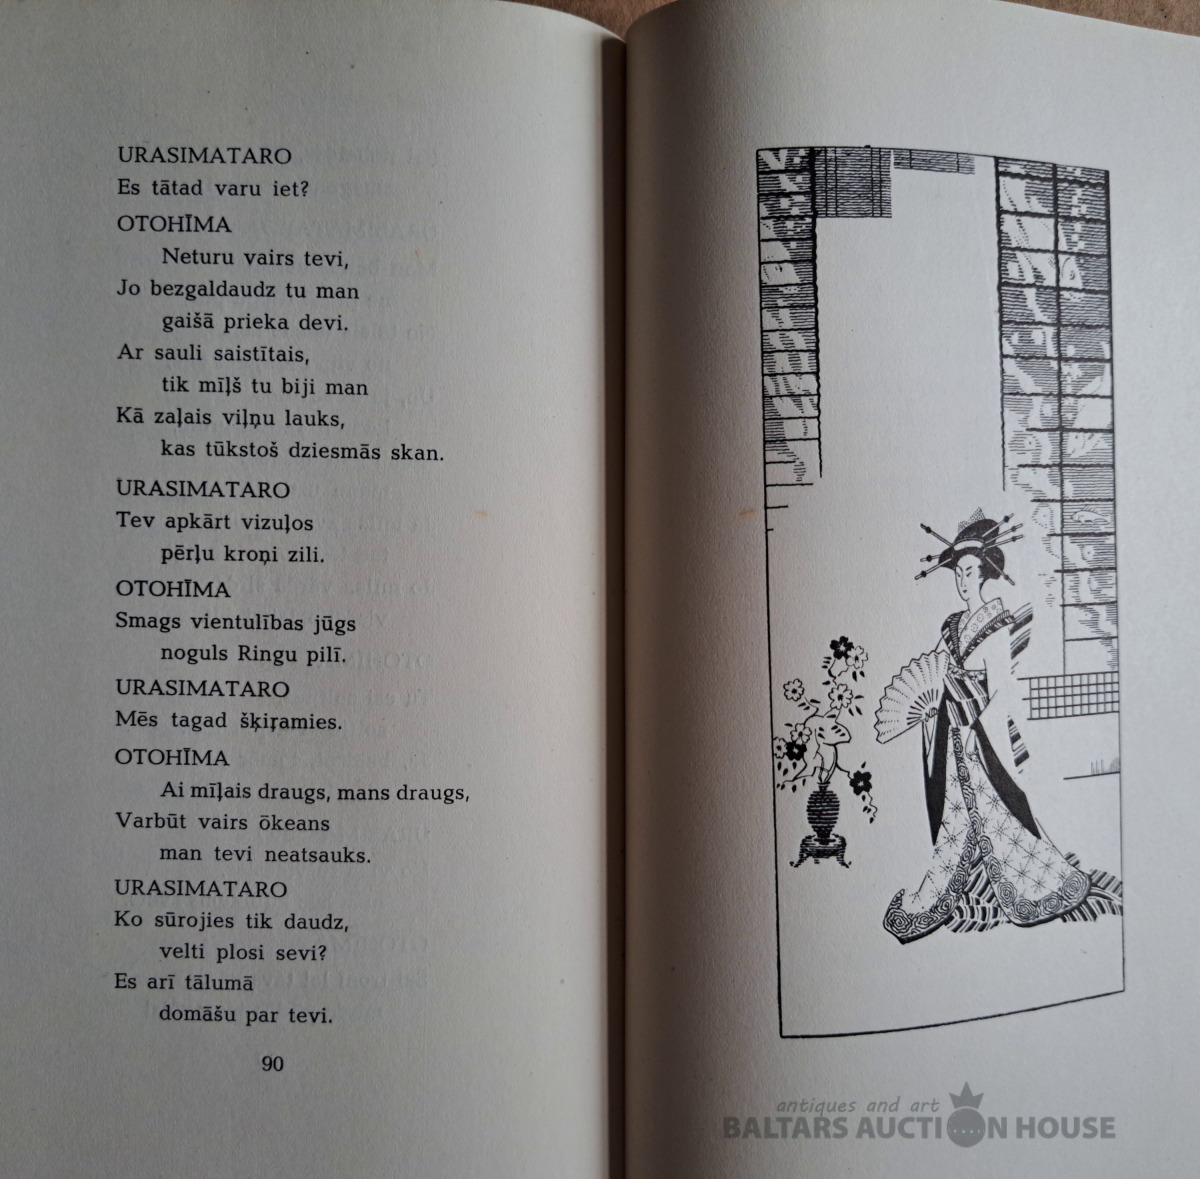 URASIMATARO
Es tātad varu iet?
OTOHĪMA
Neturu vairs tevi,
Jo bezgaldaudz tu man
gaišā prieka devi.
Ar sauli saistītais,
tik mīļš tu biji man
Kā zaļais viļņu lauks,
kas tūkstoš dziesmās skan.
URASIMATARO
Tev apkārt vizuļos
pērļu kroņi zili.
OTOHĪMA
Smags vientulības jūgs
noguls Ringu pilī.
URASIMATARO
Mēs tagad šķiŗamies.
OTOHĪMA
Ai mīļais draugs, mans draugs,
Varbūt vairs ōkeans
man tevi neatsauks.
URASIMATARO
Ko sūrojies tik daudz,
velti plosi sevi?
Es arī tālumā
domāšu par tevi.
90
antiques and art
BALTARS AUCTION HOUSE